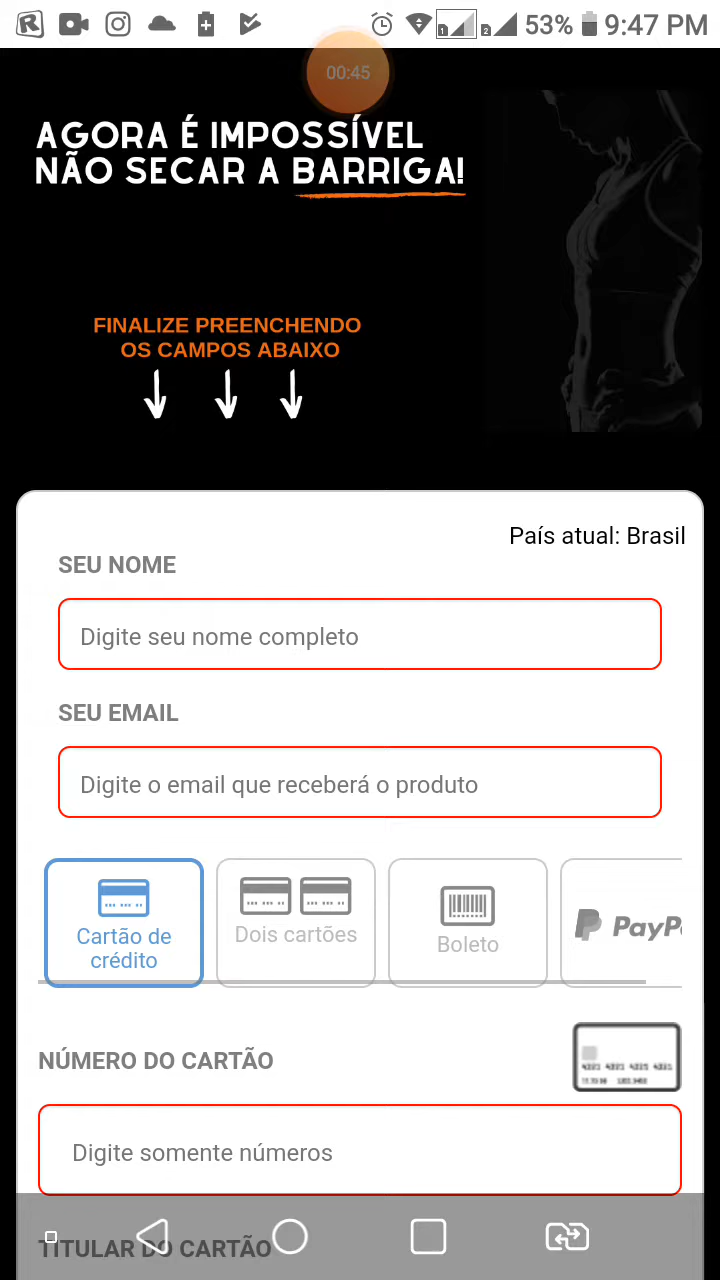 53% 9:47 PM
00:45
AGORA É IMPOSSÍVEL
NÃO SECAR A BARRIGA!
FINALIZE PREENCHENDO
OS CAMPOS ABAIXO
País atual: Brasil
SEU NOME
Digite seu nome completo
SEU EMAIL
Digite o email que receberá o produto
Cartão de
crédito
Dois cartões
Boleto
PayP
NÚMERO DO CARTÃO
Digite somente números
TITULAR DO CARTÃO